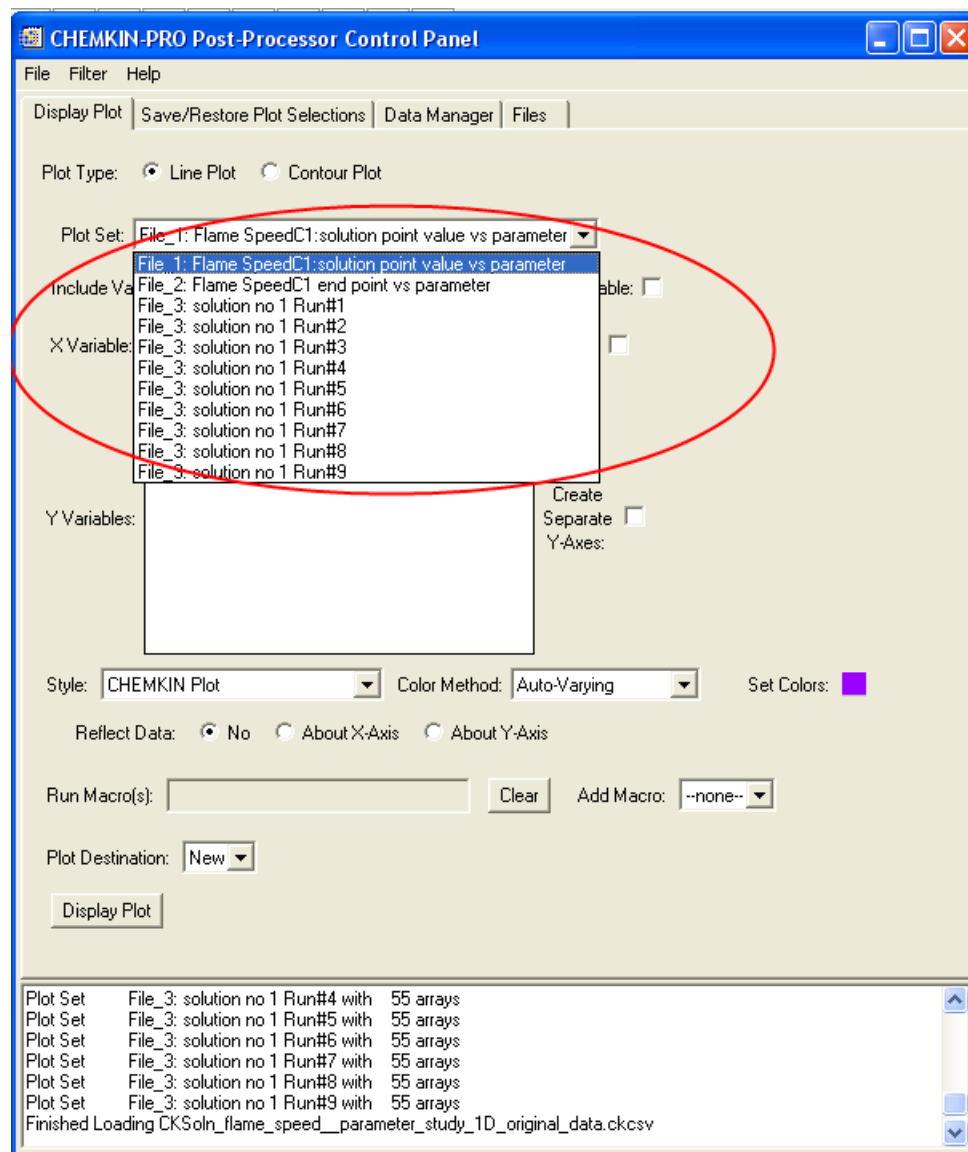 CHEMKIN-PRO Post-Processor Control Panel
File Filter Help
Display Plot Save/Restore Plot Selections Data Manager Files
Plot Type: Line Plot Contour Plot
Plot Set: File_1: Flame SpeedC1:solution point value vs parameter
File_1: Flame SpeedC1:solution point value vs parameter
Include Va File_2: Flame SpeedC1 end point vs parameter able:
File_3: solution no 1 Run#1
File_3: solution no 1 Run#2
X Variable: File_3: solution no 1 Run#3
File_3: solution no 1 Run#4
File_3: solution no 1 Run#5
File_3: solution no 1 Run#6
File_3: solution no 1 Run#7
File_3: solution no 1 Run#8
File_3: solution no 1 Run#9
Y Variables:
Create
Separate
Y-Axes:
Style: CHEMKIN Plot Color Method: Auto-Varying Set Colors:
Reflect Data: No About X-Axis About Y-Axis
Run Macro(s): Clear Add Macro: --none--
Plot Destination: New
Display Plot
Plot Set File_3: solution no 1 Run#4 with 55 arrays
Plot Set File_3: solution no 1 Run#5 with 55 arrays
Plot Set File_3: solution no 1 Run#6 with 55 arrays
Plot Set File_3: solution no 1 Run#7 with 55 arrays
Plot Set File_3: solution no 1 Run#8 with 55 arrays
Plot Set File_3: solution no 1 Run#9 with 55 arrays
Finished Loading CKSoln_flame_speed__parameter_study_1D_original_data.ckcsv